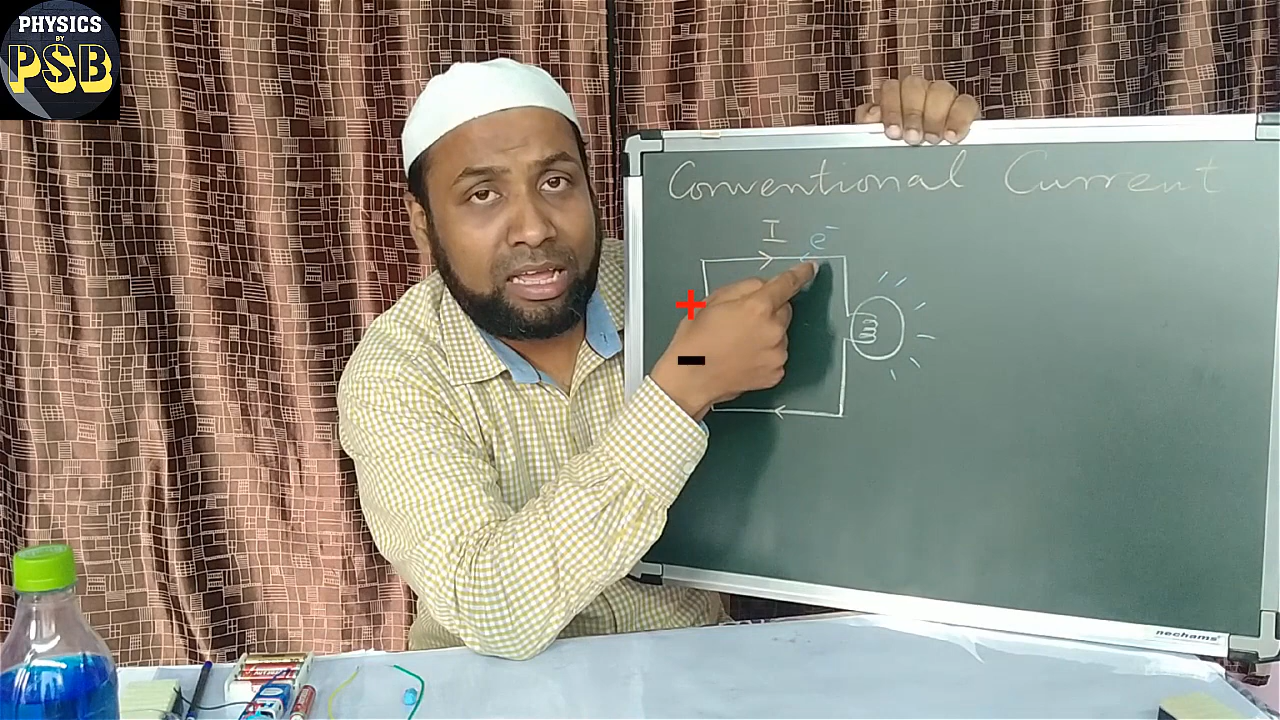 PHYSICS
BY
PSB
Conventional Current
I
e⁻
+
-
nechams